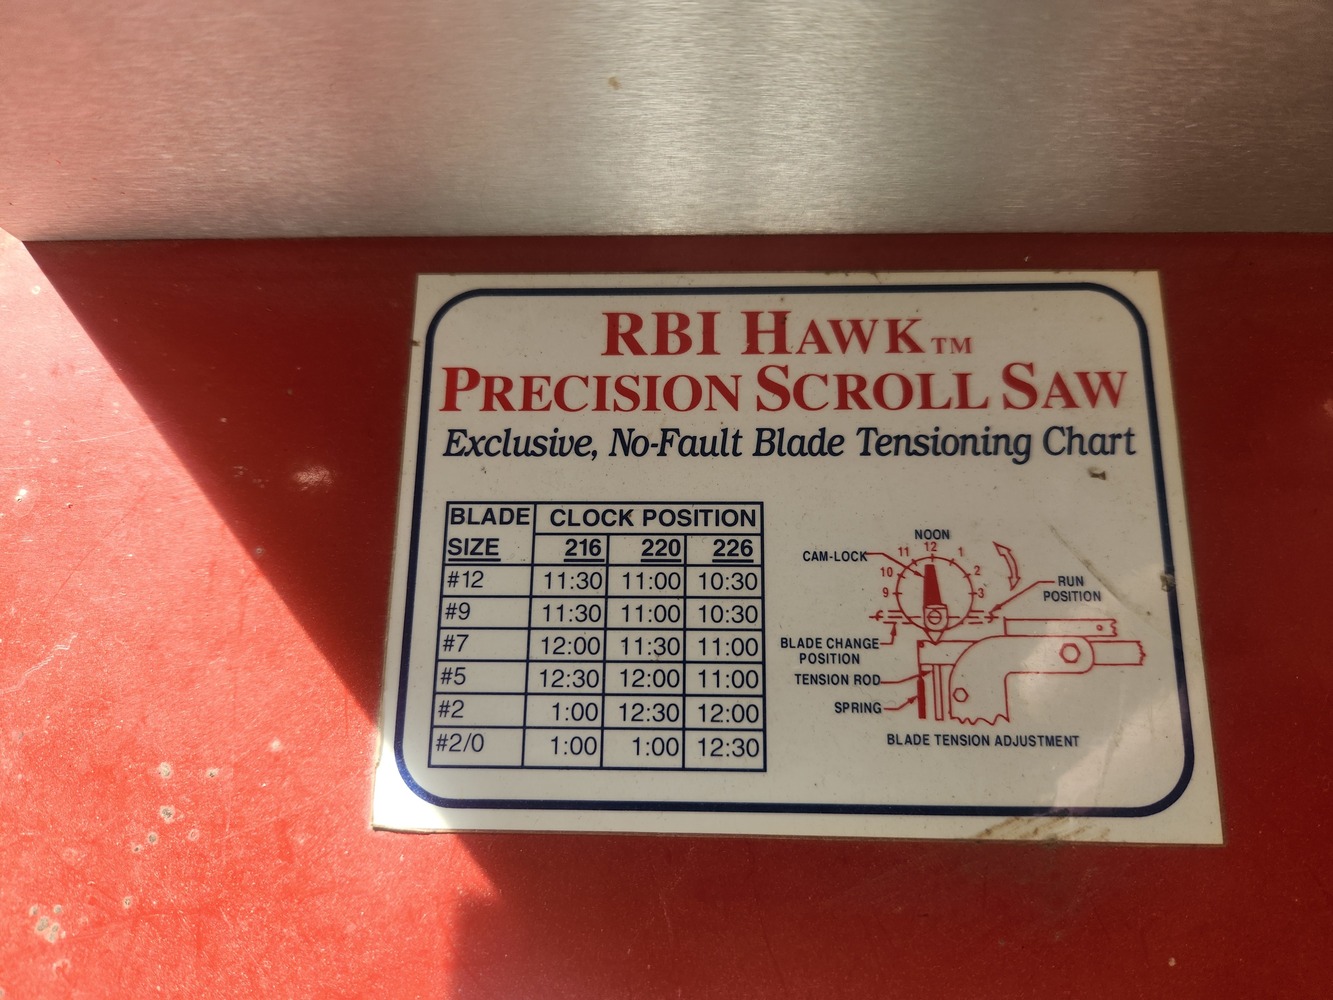 RBI HAWK TM
PRECISION SCROLL SAW
Exclusive, No-Fault Blade Tensioning Chart
BLADE SIZE CLOCK POSITION
216 220 226
#12 11:30 11:00 10:30
#9 11:30 11:00 10:30
#7 12:00 11:30 11:00
#5 12:30 12:00 11:00
#2 1:00 12:30 12:00
#2/0 1:00 1:00 12:30
NOON
CAM-LOCK
9 10 11 12 1 2 3
RUN
POSITION
BLADE CHANGE
POSITION
TENSION ROD
SPRING
BLADE TENSION ADJUSTMENT